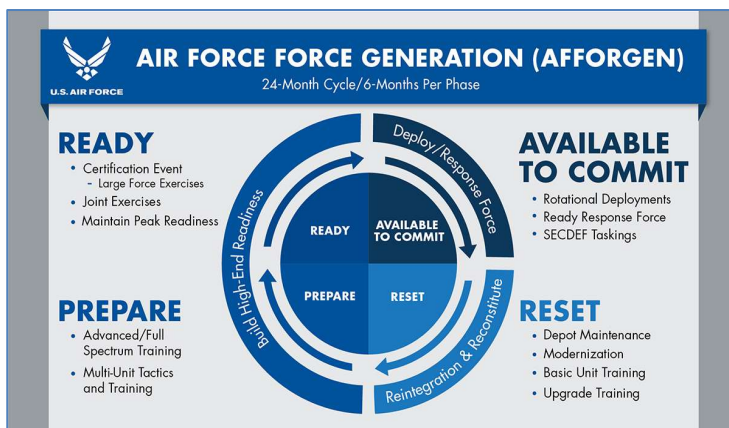 AIR FORCE FORCE GENERATION (AFFORGEN)
24-Month Cycle/6-Months Per Phase
U.S. AIR FORCE
READY
• Certification Event
- Large Force Exercises
• Joint Exercises
• Maintain Peak Readiness
Deploy/Response Force
AVAILABLE
TO COMMIT
• Rotational Deployments
• Ready Response Force
• SECDEF Taskings
Build High-End Readiness
READY
AVAILABLE
TO COMMIT
PREPARE
RESET
PREPARE
• Advanced/Full
Spectrum Training
• Multi-Unit Tactics
and Training
Reintegration & Reconstitute
RESET
• Depot Maintenance
• Modernization
• Basic Unit Training
• Upgrade Training